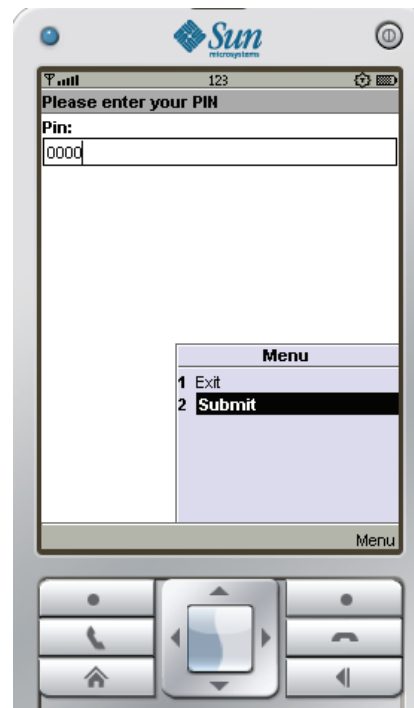 Sun
microsystems
123
Please enter your PIN
Pin:
0000
Menu
1 Exit
2 Submit
Menu